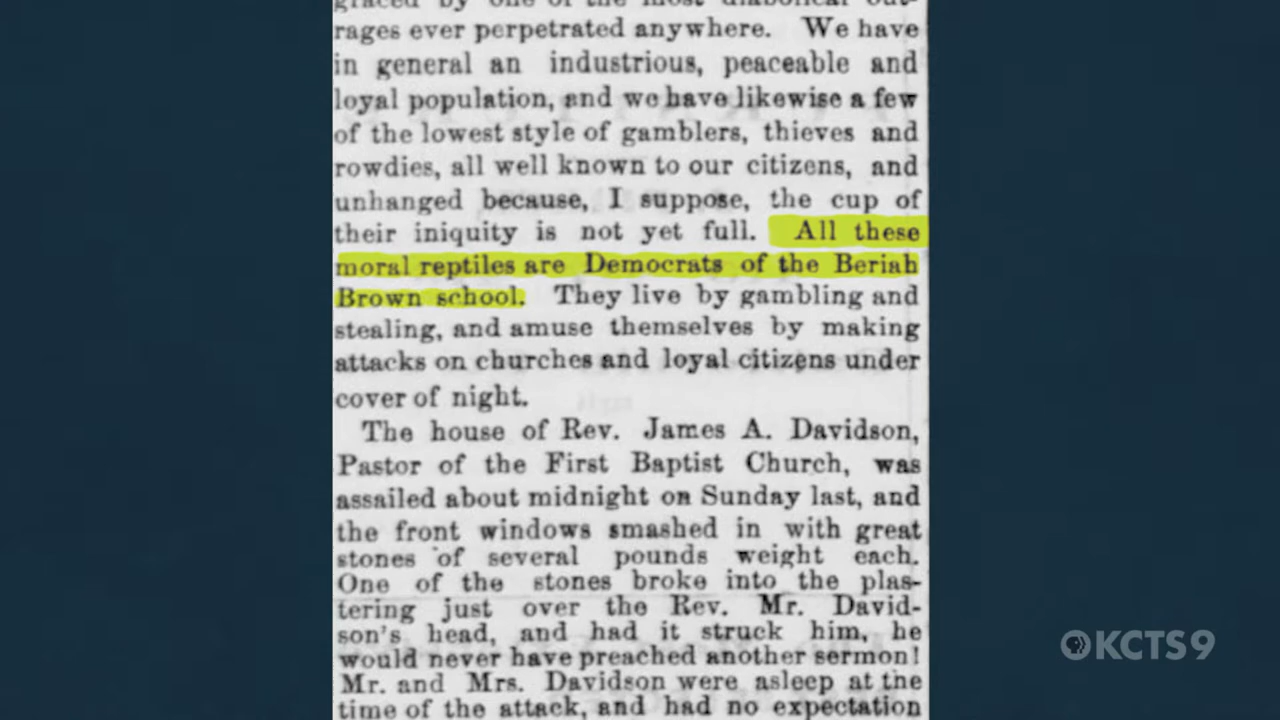 graced by one of the most diabolical out-
rages ever perpetrated anywhere. We have
in general an industrious, peaceable and
loyal population, and we have likewise a few
of the lowest style of gamblers, thieves and
rowdies, all well known to our citizens, and
unhanged because, I suppose, the cup of
their iniquity is not yet full. All these
moral reptiles are Democrats of the Beriah
Brown school. They live by gambling and
stealing, and amuse themselves by making
attacks on churches and loyal citizens under
cover of night.
The house of Rev. James A. Davidson,
Pastor of the First Baptist Church, was
assailed about midnight on Sunday last, and
the front windows smashed in with great
stones of several pounds weight each.
One of the stones broke into the plas-
tering just over the Rev. Mr. David-
son's head, and had it struck him, he
would never have preached another sermon!
Mr. and Mrs. Davidson were asleep at the
time of the attack, and had no expectation
PBS KCTS9